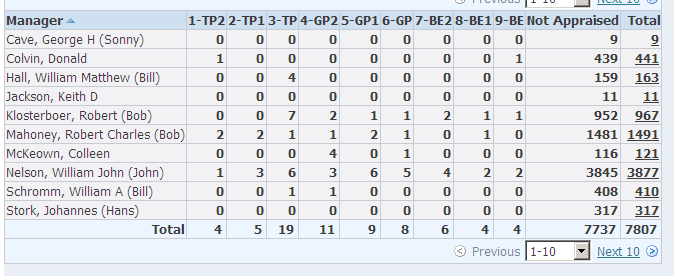 Previous 1-10 Next 10
Manager 1-TP2 2-TP1 3-TP 4-GP2 5-GP1 6-GP 7-BE2 8-BE1 9-BE Not Appraised Total
Cave, George H (Sonny) 0 0 0 0 0 0 0 0 0 9 9
Colvin, Donald 1 0 0 0 0 0 0 0 1 439 441
Hall, William Matthew (Bill) 0 0 4 0 0 0 0 0 0 159 163
Jackson, Keith D 0 0 0 0 0 0 0 0 0 11 11
Klosterboer, Robert (Bob) 0 0 7 2 1 1 2 1 1 952 967
Mahoney, Robert Charles (Bob) 2 2 1 1 2 1 0 1 0 1481 1491
McKeown, Colleen 0 0 0 4 0 1 0 0 0 116 121
Nelson, William John (John) 1 3 6 3 6 5 4 2 2 3845 3877
Schromm, William A (Bill) 0 0 1 1 0 0 0 0 0 408 410
Stork, Johannes (Hans) 0 0 0 0 0 0 0 0 0 317 317
Total 4 5 19 11 9 8 6 4 4 7737 7807
Previous 1-10 Next 10